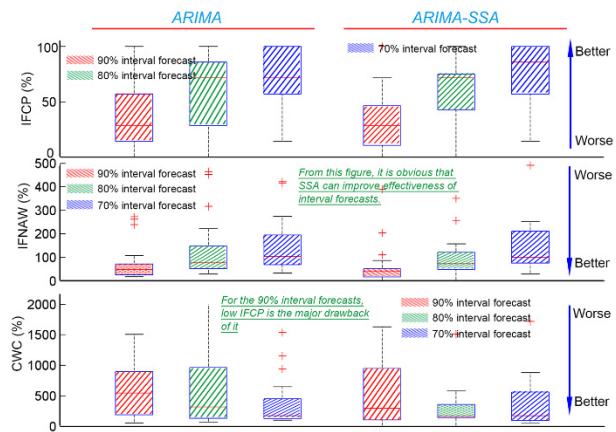 ARIMA
ARIMA-SSA
100
50
0
IFCP (%)
90% interval forecast
80% interval forecast
70% interval forecast
Better
Worse
500
400
300
200
100
0
IFNAW (%)
90% interval forecast
80% interval forecast
70% interval forecast
From this figure, it is obvious that
SSA can improve effectiveness of
interval forecasts.
Worse
Better
2000
1500
1000
500
0
CWC (%)
For the 90% interval forecasts,
low IFCP is the major drawback
of it
90% interval forecast
80% interval forecast
70% interval forecast
Worse
Better